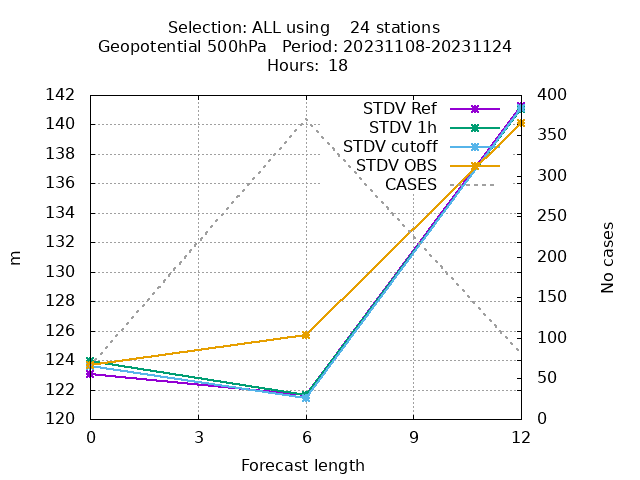 Selection: ALL using    24 stations
Geopotential 500hPa   Period: 20231108-20231124
Hours:  18
142
140
138
136
134
132
130
128
126
124
122
120
m
400
350
300
250
200
150
100
50
0
No cases
STDV Ref
STDV 1h
STDV cutoff
STDV OBS
CASES
0 3 6 9 12
Forecast length